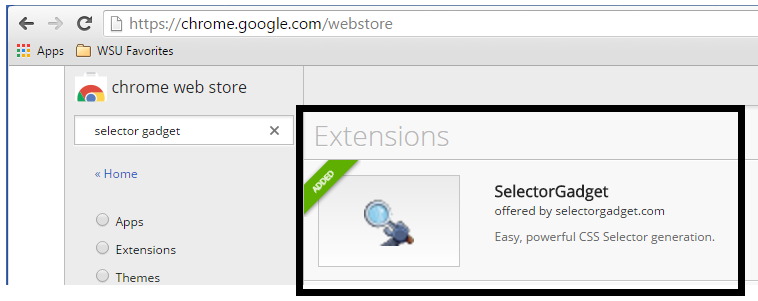 https://chrome.google.com/webstore
Apps
WSU Favorites
chrome web store
selector gadget
« Home
Apps
Extensions
Themes
Extensions
ADDED
SelectorGadget
offered by selectorgadget.com
Easy, powerful CSS Selector generation.